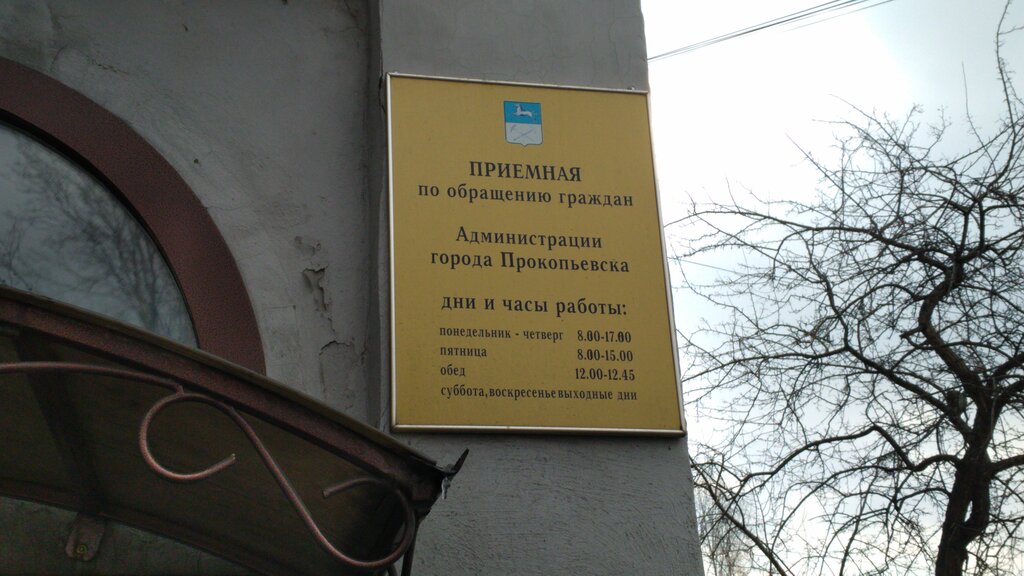 ПРИЕМНАЯ
по обращению граждан
Администрации
города Прокопьевска
дни и часы работы:
понедельник - четверг 8.00-17.00
пятница 8.00-15.00
обед 12.00-12.45
суббота,воскресенье выходные дни